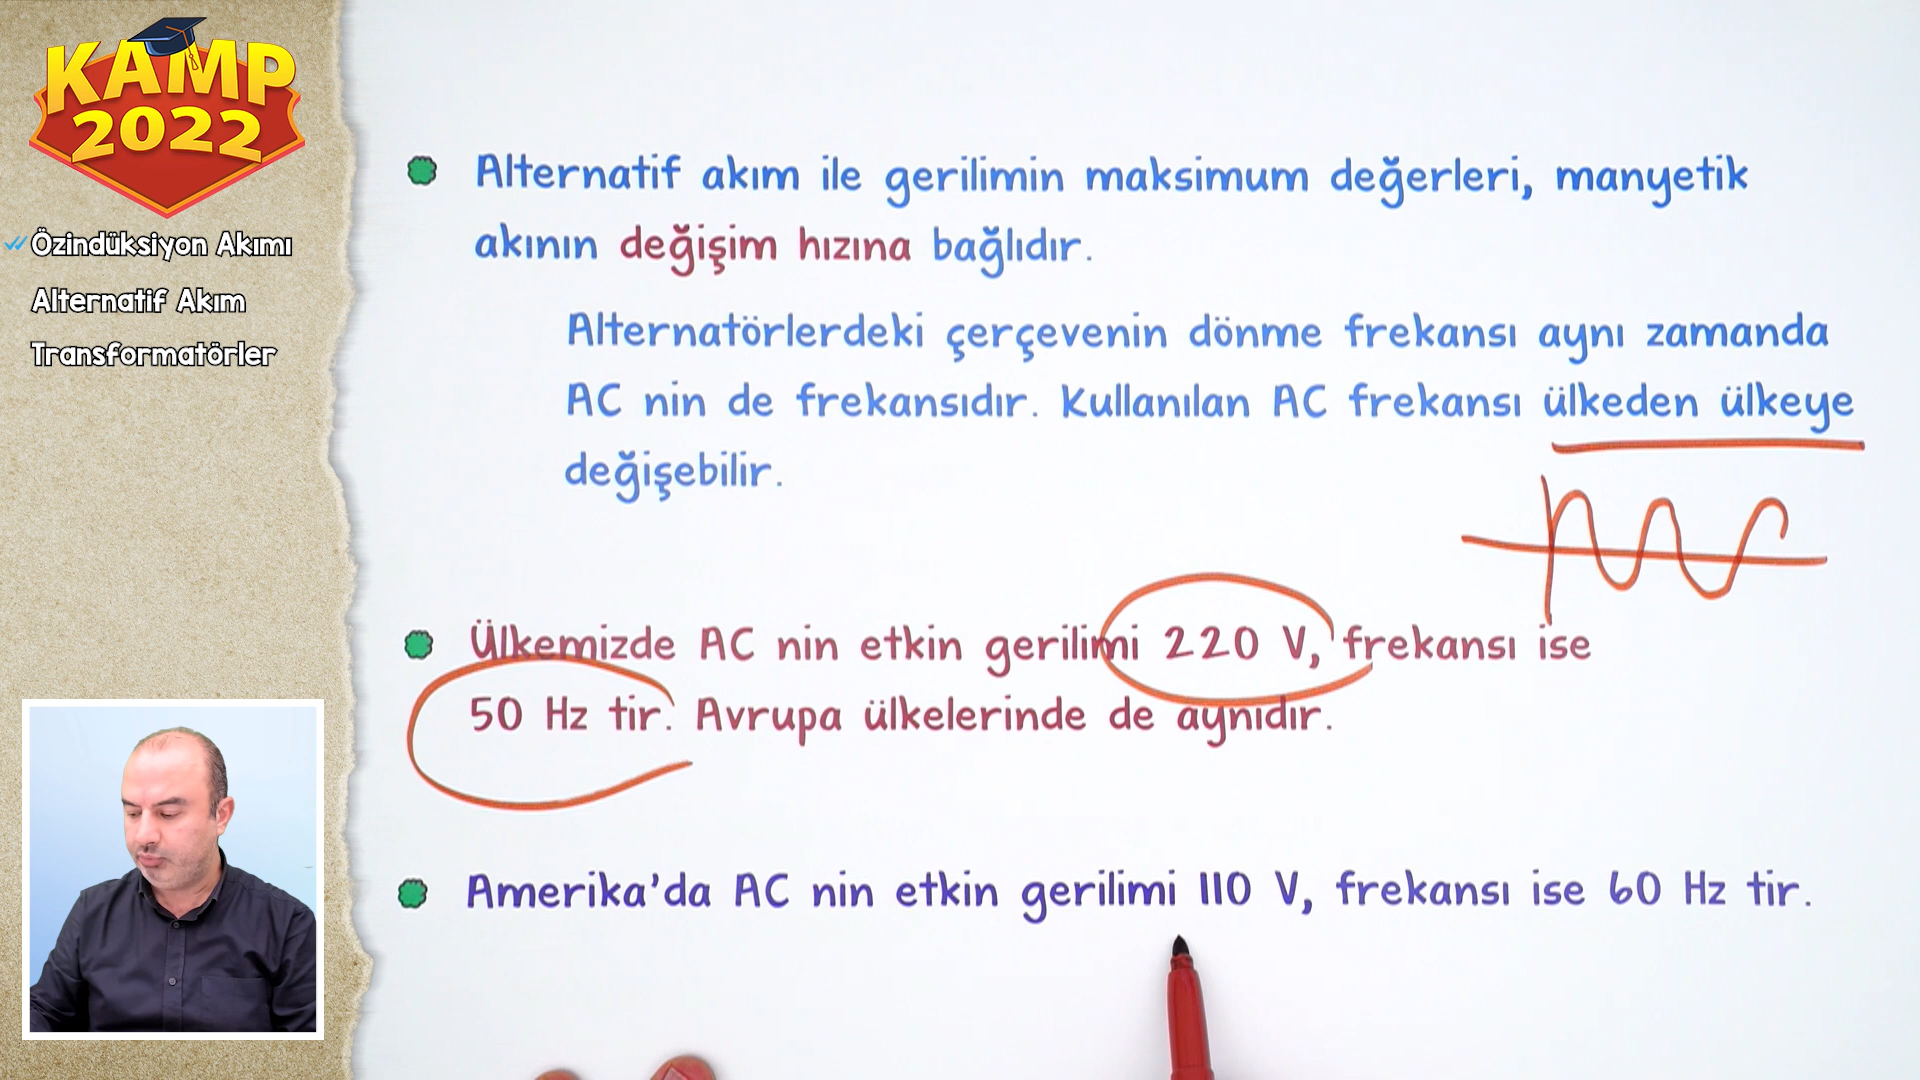 KAMP
2022
Özindüksiyon Akımı
Alternatif Akım
Transformatörler
Alternatif akım ile gerilimin maksimum değerleri, manyetik
akının değişim hızına bağlıdır.
Alternatörlerdeki çerçevenin dönme frekansı aynı zamanda
AC nin de frekansıdır. Kullanılan AC frekansı ülkeden ülkeye
değişebilir.
Ülkemizde AC nin etkin gerilimi 220 V, frekansı ise
50 Hz tir. Avrupa ülkelerinde de aynıdır.
Amerika'da AC nin etkin gerilimi 110 V, frekansı ise 60 Hz tir.